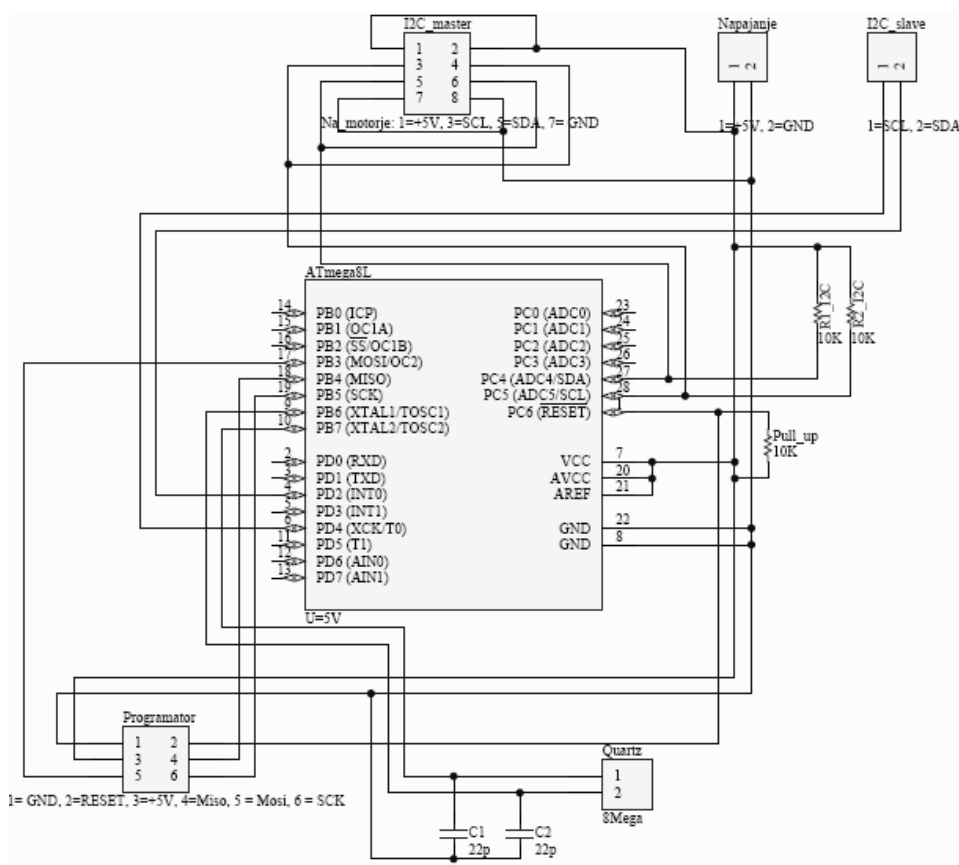 I2C_master
1 2
3 4
5 6
7 8
Na_motorje: 1=+5V, 3=SCL, 5=SDA, 7= GND
Napajanje
1 2
1=+5V, 2=GND
I2C_slave
1 2
1=SCL, 2=SDA
ATmega8L
14 PB0 (ICP) PC0 (ADC0) 23
15 PB1 (OC1A) PC1 (ADC1) 24
16 PB2 (SS/OC1B) PC2 (ADC2) 25
17 PB3 (MOSI/OC2) PC3 (ADC3) 26
18 PB4 (MISO) PC4 (ADC4/SDA) 27
19 PB5 (SCK) PC5 (ADC5/SCL) 28
9 PB6 (XTAL1/TOSC1) PC6 (RESET) 1
10 PB7 (XTAL2/TOSC2)
2 PD0 (RXD) VCC 7
3 PD1 (TXD) AVCC 20
4 PD2 (INT0) AREF 21
5 PD3 (INT1)
6 PD4 (XCK/T0) GND 22
11 PD5 (T1) GND 8
12 PD6 (AIN0)
13 PD7 (AIN1)
U=5V
R1_I2C
10K
R2_I2C
10K
Pull_up
10K
Programator
1 2
3 4
5 6
1= GND, 2=RESET, 3=+5V, 4=Miso, 5 = Mosi, 6 = SCK
Quartz
1
2
8Mega
C1
22p
C2
22p